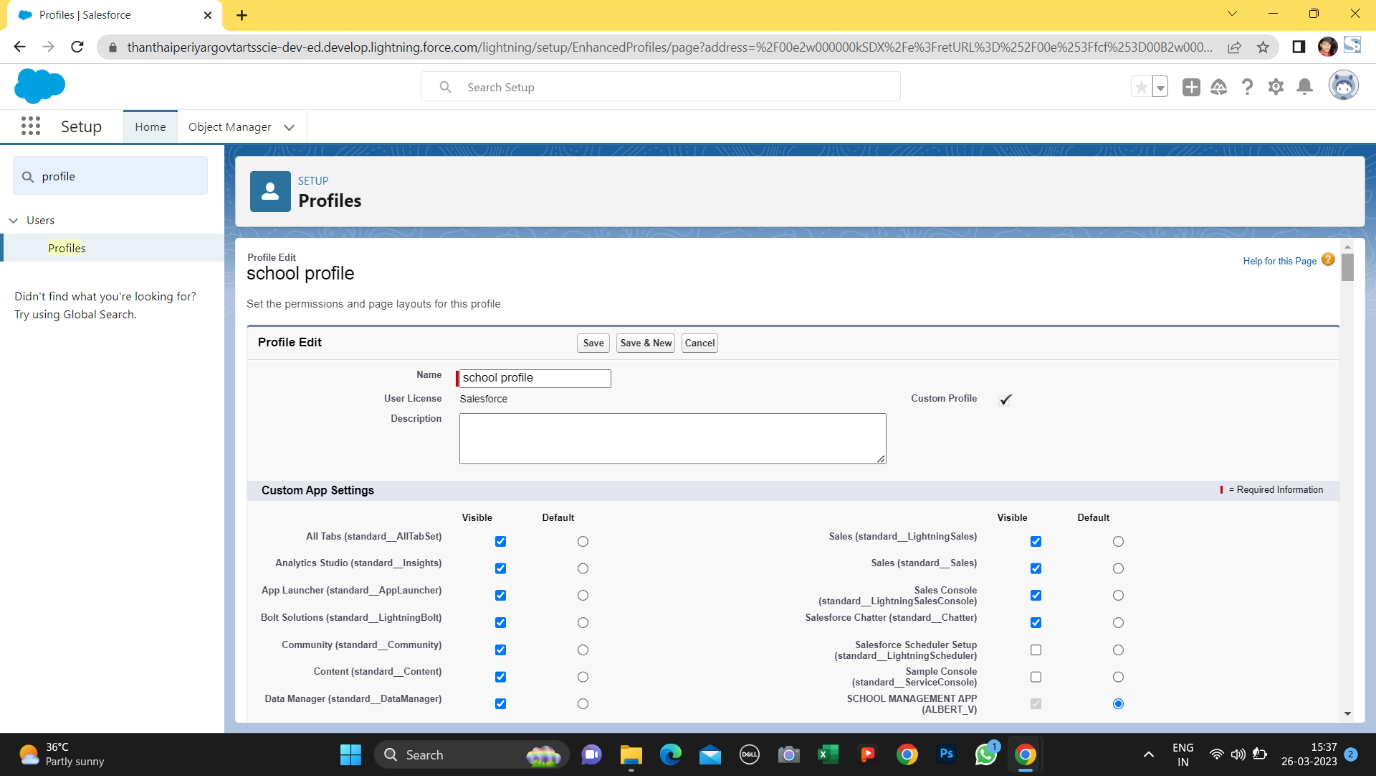 Profiles | Salesforce
thanthaiperiyargovtartsscie-dev-ed.develop.lightning.force.com/lightning/setup/EnhancedProfiles/page?address=%2F00e2w000000kSDX%2Fe%3FretURL%3D%252F00e%253Ffcf%253D00B2w000...
Search Setup
Setup Home Object Manager
profile
Users
Profiles
Didn't find what you're looking for?
Try using Global Search.
SETUP
Profiles
Profile Edit
school profile
Help for this Page
Set the permissions and page layouts for this profile.
Profile Edit Save Save & New Cancel
Name school profile
User License Salesforce Custom Profile
Description
Custom App Settings = Required Information
Visible Default Visible Default
All Tabs (standard__AllTabSet) Sales (standard__LightningSales)
Analytics Studio (standard__Insights) Sales (standard__Sales)
App Launcher (standard__AppLauncher) Sales Console
(standard__LightningSalesConsole)
Bolt Solutions (standard__LightningBolt) Salesforce Chatter (standard__Chatter)
Community (standard__Community) Salesforce Scheduler Setup
(standard__LightningScheduler)
Content (standard__Content) Sample Console
(standard__ServiceConsole)
Data Manager (standard__DataManager) SCHOOL MANAGEMENT APP
(ALBERT_V)
36°C
Partly sunny
Search
DELL
Ps
1
ENG
IN
15:37
26-03-2023
2